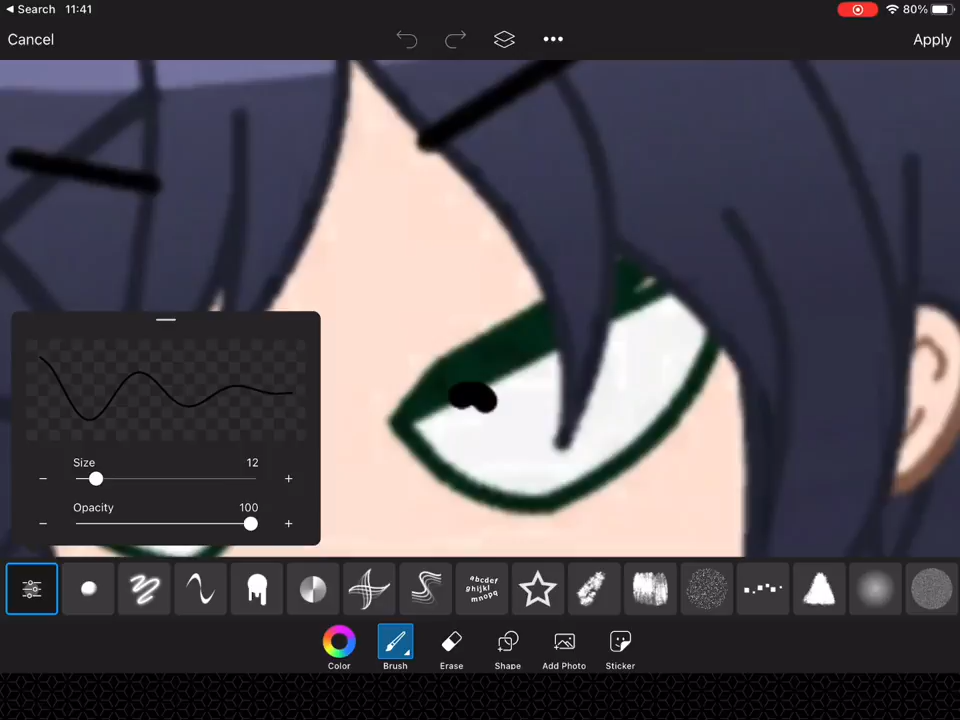 Search 11:41 80%
Cancel Apply
Size 12
Opacity 100
abcdef
ghijkl
mnopq
Color Brush Erase Shape Add Photo Sticker